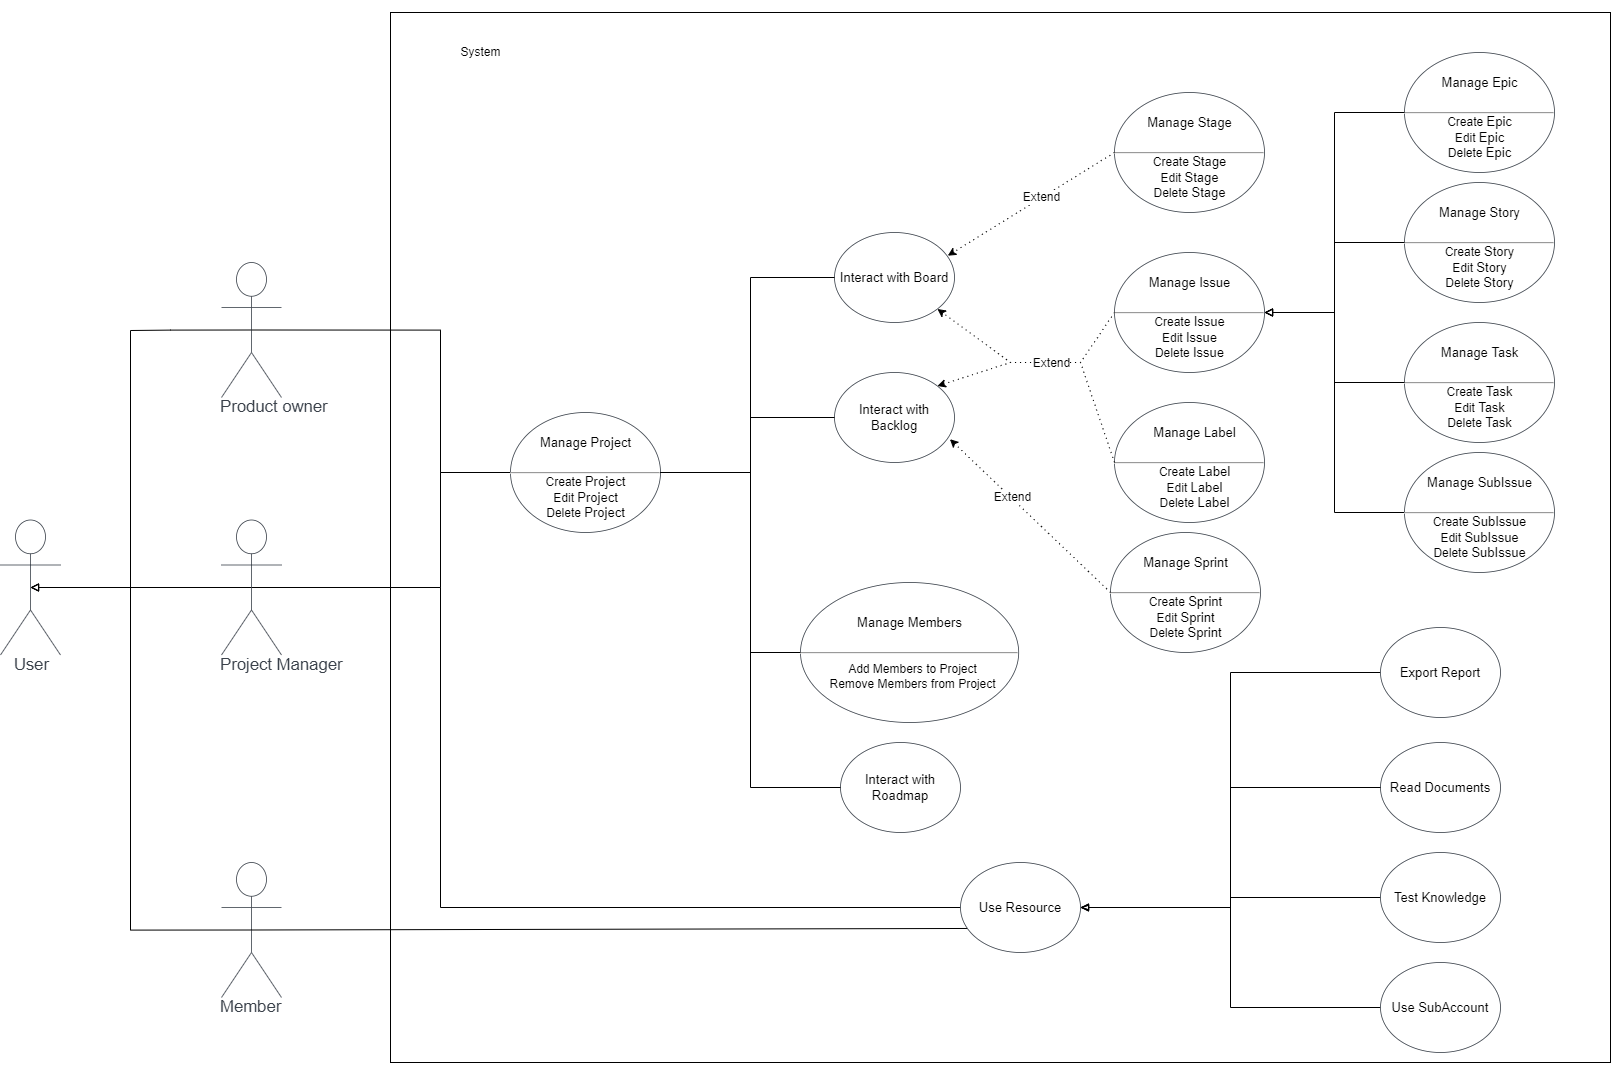 System
Manage Epic
Create Epic
Edit Epic
Delete Epic
Manage Stage
Create Stage
Edit Stage
Delete Stage
Extend
Manage Story
Create Story
Edit Story
Delete Story
Interact with Board
Manage Issue
Create Issue
Edit Issue
Delete Issue
Extend
Manage Task
Create Task
Edit Task
Delete Task
Product owner
Interact with
Backlog
Manage Project
Create Project
Edit Project
Delete Project
Manage Label
Create Label
Edit Label
Delete Label
Extend
Manage SubIssue
Create SubIssue
Edit SubIssue
Delete SubIssue
Manage Sprint
Create Sprint
Edit Sprint
Delete Sprint
User
Project Manager
Manage Members
Add Members to Project
Remove Members from Project
Export Report
Interact with
Roadmap
Read Documents
Use Resource
Test Knowledge
Member
Use SubAccount